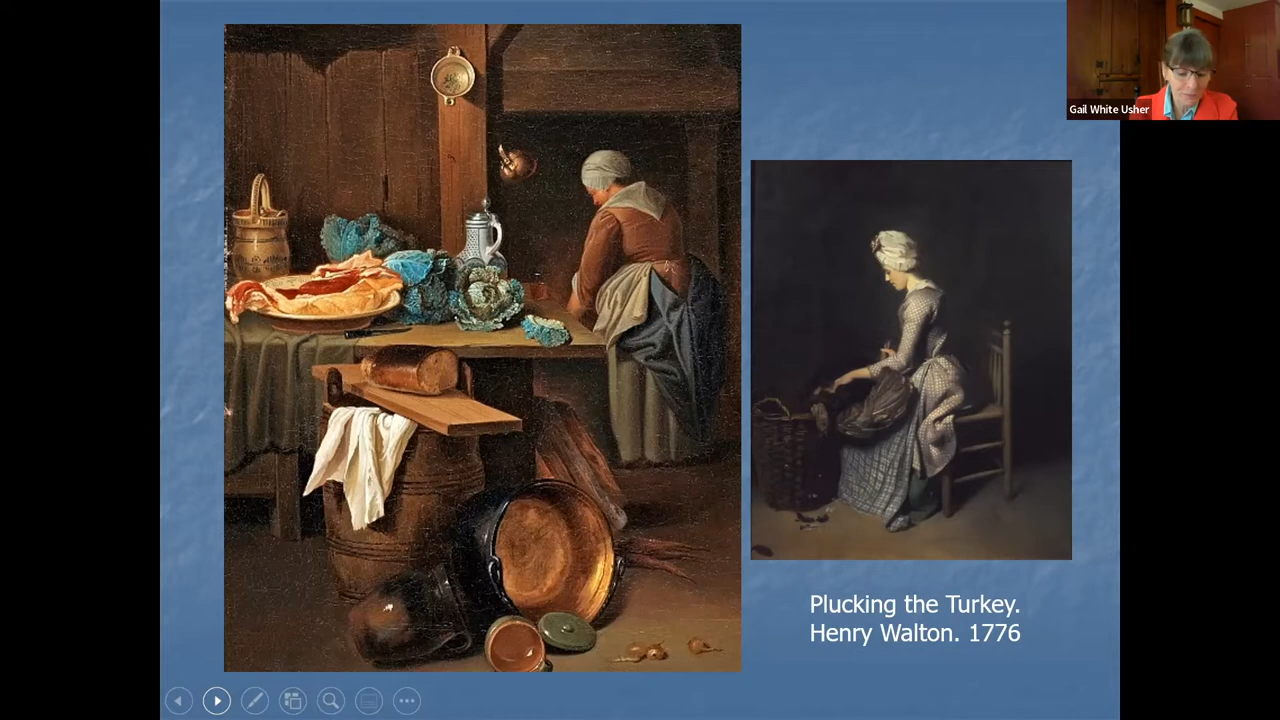 Gail White Usher
Plucking the Turkey.
Henry Walton. 1776